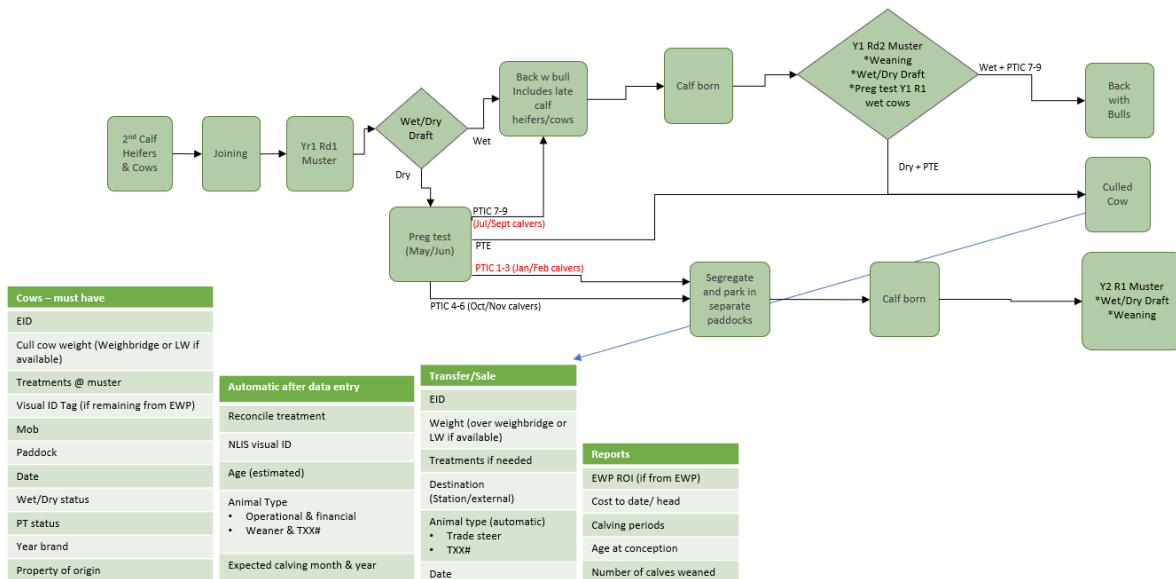 2nd Calf
Heifers
& Cows
Joining
Yr1 Rd1
Muster
Wet/Dry
Draft
Wet
Dry
Back w bull
Includes late
calf
heifers/cows
Calf born
Y1 Rd2 Muster
*Weaning
*Wet/Dry Draft
*Preg test Y1 R1
wet cows
Wet + PTIC 7-9
Back
with
Bulls
Dry + PTE
Culled
Cow
Preg test
(May/Jun)
PTIC 7-9
(Jul/Sept calvers)
PTE
PTIC 1-3 (Jan/Feb calvers)
PTIC 4-6 (Oct/Nov calvers)
Segregate
and park in
separate
paddocks
Calf born
Y2 R1 Muster
*Wet/Dry Draft
*Weaning
Cows – must have
EID
Cull cow weight (Weighbridge or LW if
available)
Treatments @ muster
Visual ID Tag (if remaining from EWP)
Mob
Paddock
Date
Wet/Dry status
PT status
Year brand
Property of origin
Automatic after data entry
Reconcile treatment
NLIS visual ID
Age (estimated)
Animal Type
• Operational & financial
• Weaner & TXX#
Expected calving month & year
Transfer/Sale
EID
Weight (over weighbridge or
LW if available)
Treatments if needed
Destination
(Station/external)
Animal type (automatic)
• Trade steer
• TXX#
Date
Reports
EWP ROI (if from EWP)
Cost to date/ head
Calving periods
Age at conception
Number of calves weaned